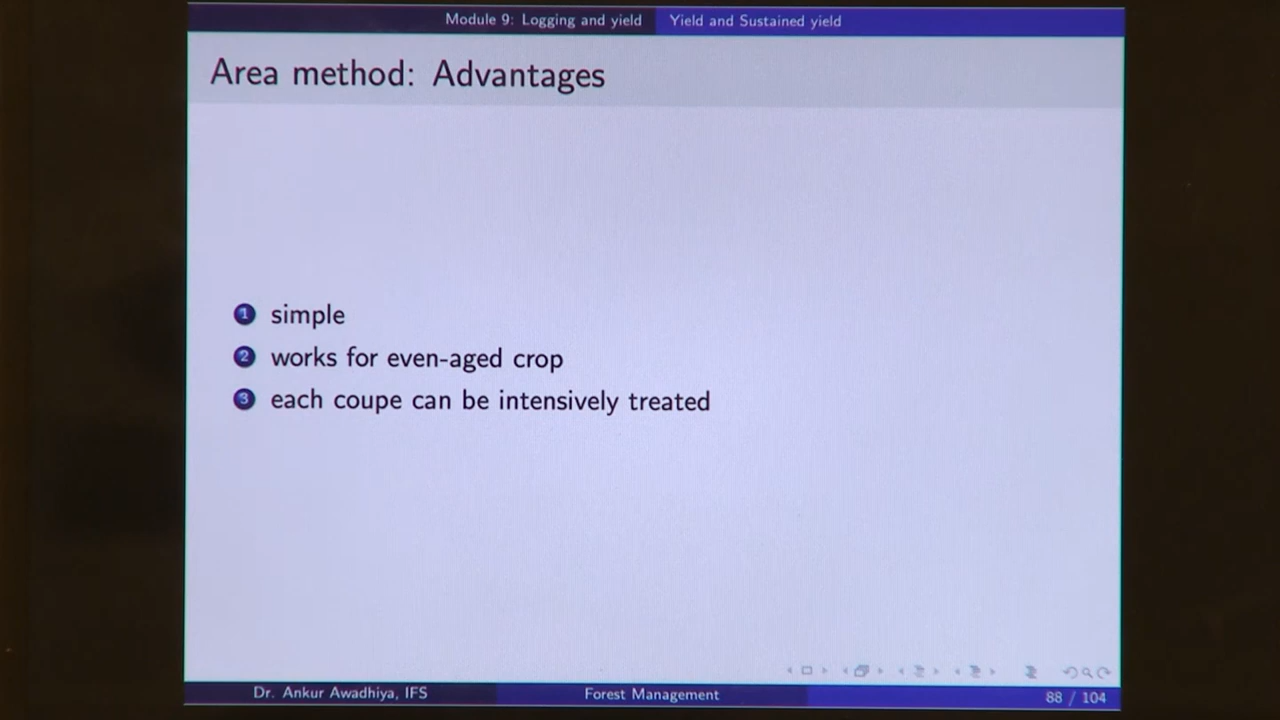 Module 9: Logging and yield Yield and Sustained yield
Area method: Advantages
1 simple
2 works for even-aged crop
3 each coupe can be intensively treated
Dr. Ankur Awadhiya, IFS Forest Management 88 / 104